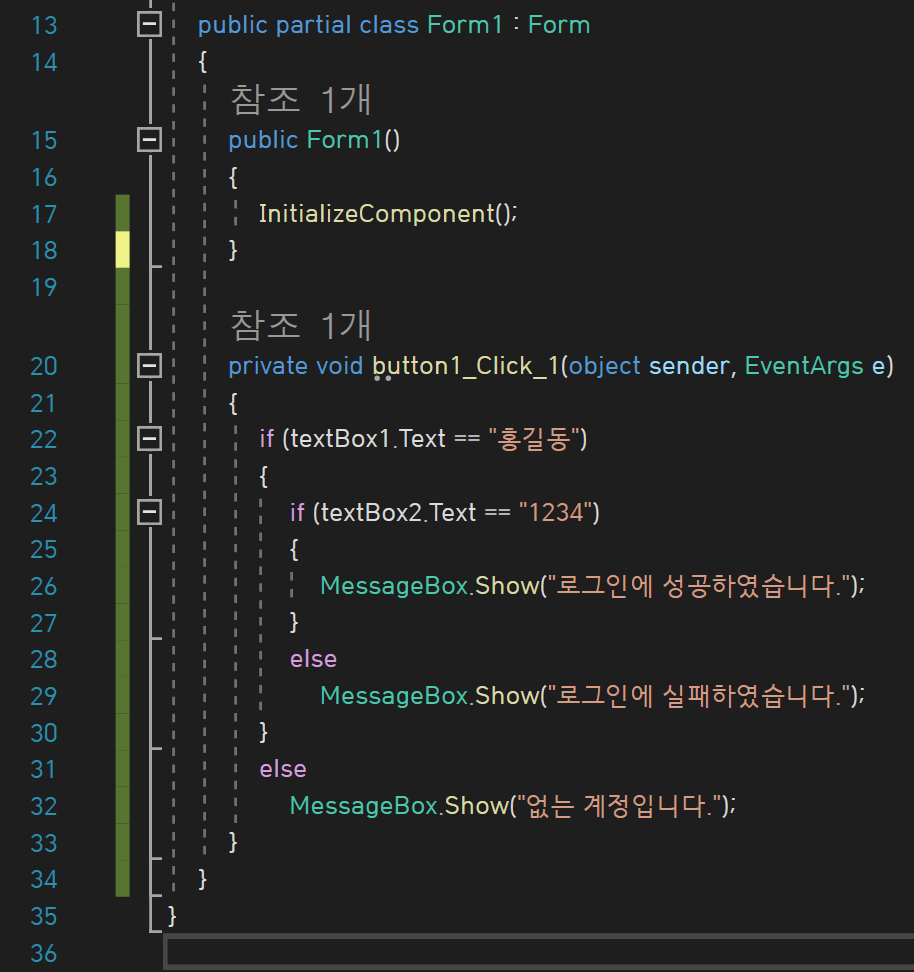 13 public partial class Form1 : Form
14 {
참조 1개
15 public Form1()
16 {
17 InitializeComponent();
18 }
19
참조 1개
20 private void button1_Click_1(object sender, EventArgs e)
21 {
22 if (textBox1.Text == "홍길동")
23 {
24 if (textBox2.Text == "1234")
25 {
26 MessageBox.Show("로그인에 성공하였습니다.");
27 }
28 else
29 MessageBox.Show("로그인에 실패하였습니다.");
30 }
31 else
32 MessageBox.Show("없는 계정입니다.");
33 }
34 }
35 }
36